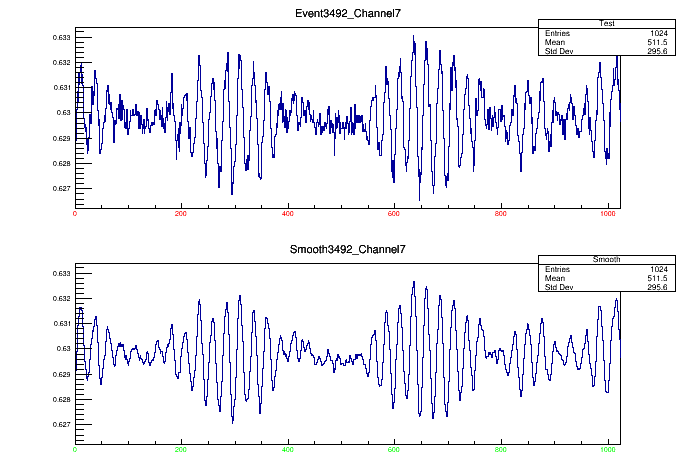 Event3492_Channel7
Test
Entries 1024
Mean 511.5
Std Dev 295.6
0.633
0.632
0.631
0.63
0.629
0.628
0.627
0 200 400 600 800 1000
Smooth3492_Channel7
Smooth
Entries 1024
Mean 511.5
Std Dev 295.6
0.633
0.632
0.631
0.63
0.629
0.628
0.627
0 200 400 600 800 1000